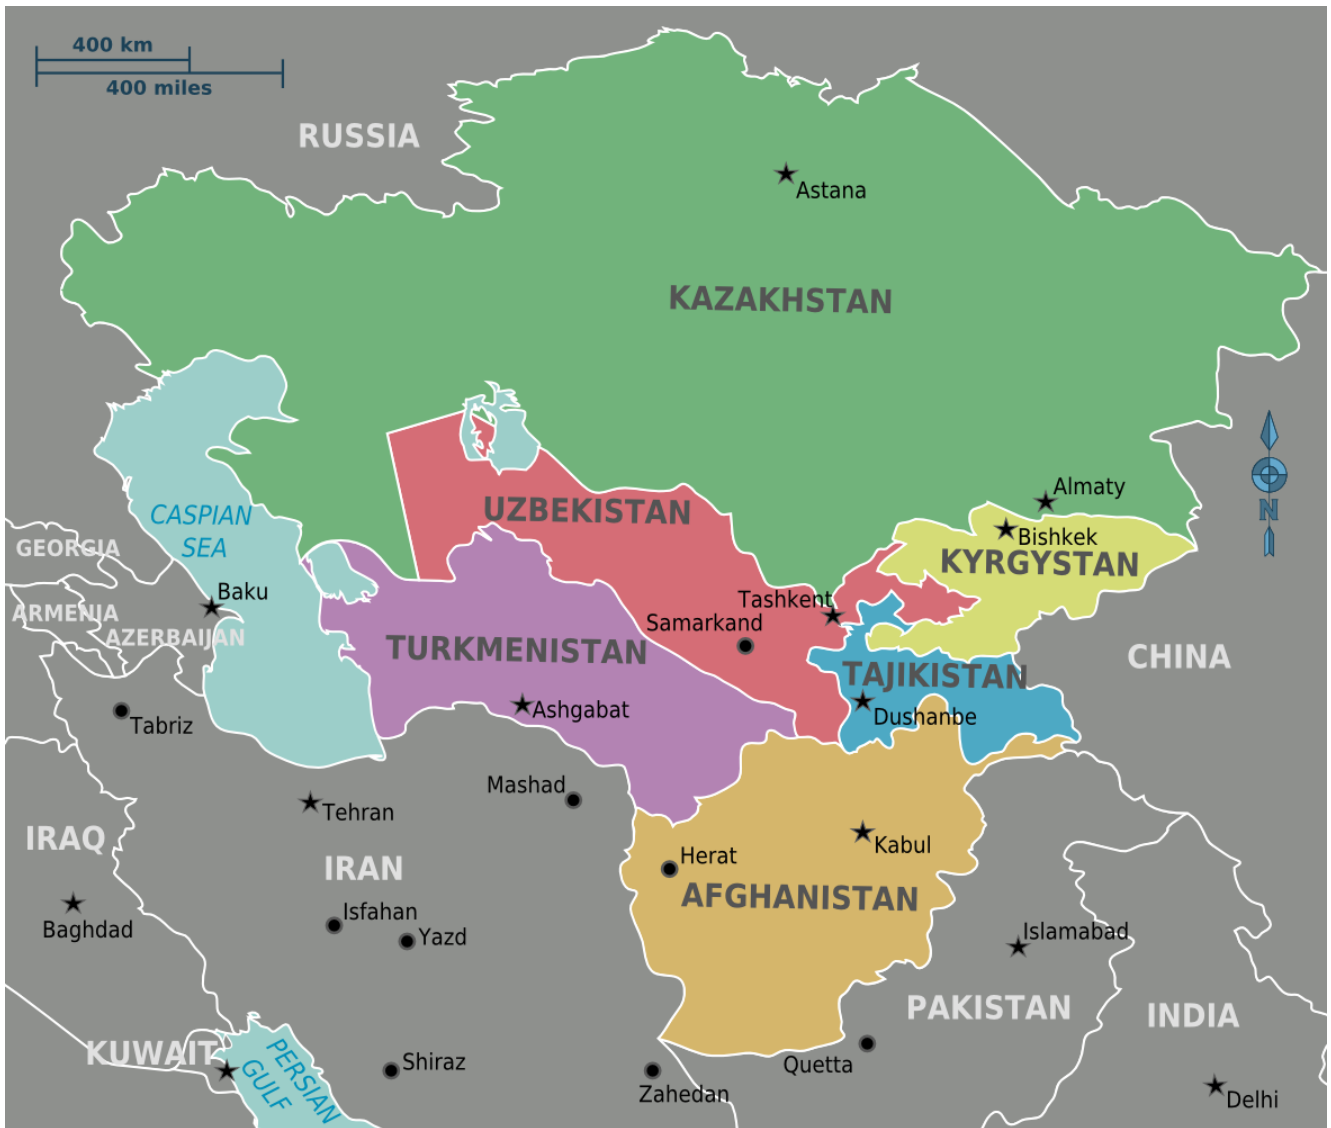 400 km
400 miles
RUSSIA
Astana
KAZAKHSTAN
Almaty
N
UZBEKISTAN
CASPIAN
SEA
Bishkek
KYRGYSTAN
GEORGIA
Baku
Tashkent
ARMENIA
Samarkand
AZERBAIJAN
TURKMENISTAN
CHINA
TAJIKISTAN
Ashgabat
Dushanbe
Tabriz
Mashad
Tehran
IRAQ
Kabul
Herat
IRAN
AFGHANISTAN
Isfahan
Baghdad
Yazd
Islamabad
PAKISTAN
INDIA
KUWAIT
Shiraz
Quetta
PERSIAN
GULF
Zahedan
Delhi